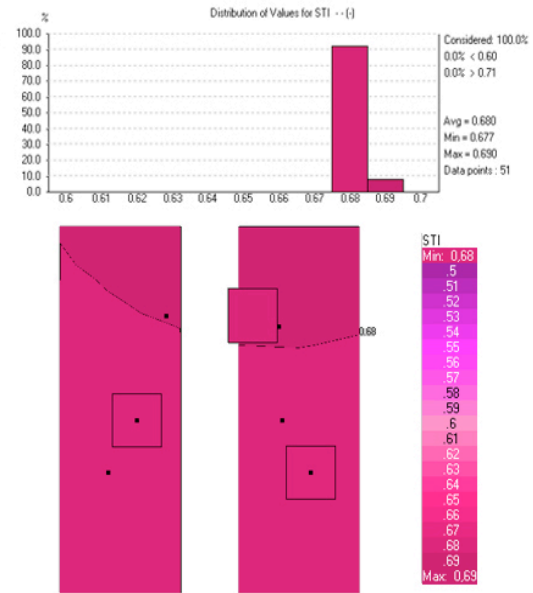 Distribution of Values for STI - - (-)
%
100.0
90.0
80.0
70.0
60.0
50.0
40.0
30.0
20.0
10.0
0.0
0.6 0.61 0.62 0.63 0.64 0.65 0.66 0.67 0.68 0.69 0.7
Considered: 100.0%
0.0% < 0.60
0.0% > 0.71
Avg = 0.680
Min = 0.677
Max = 0.690
Data points : 51
0.68
STI
Min: 0,68
.5
.51
.52
.53
.54
.55
.56
.57
.58
.59
.6
.61
.62
.63
.64
.65
.66
.67
.68
.69
Max: 0,69